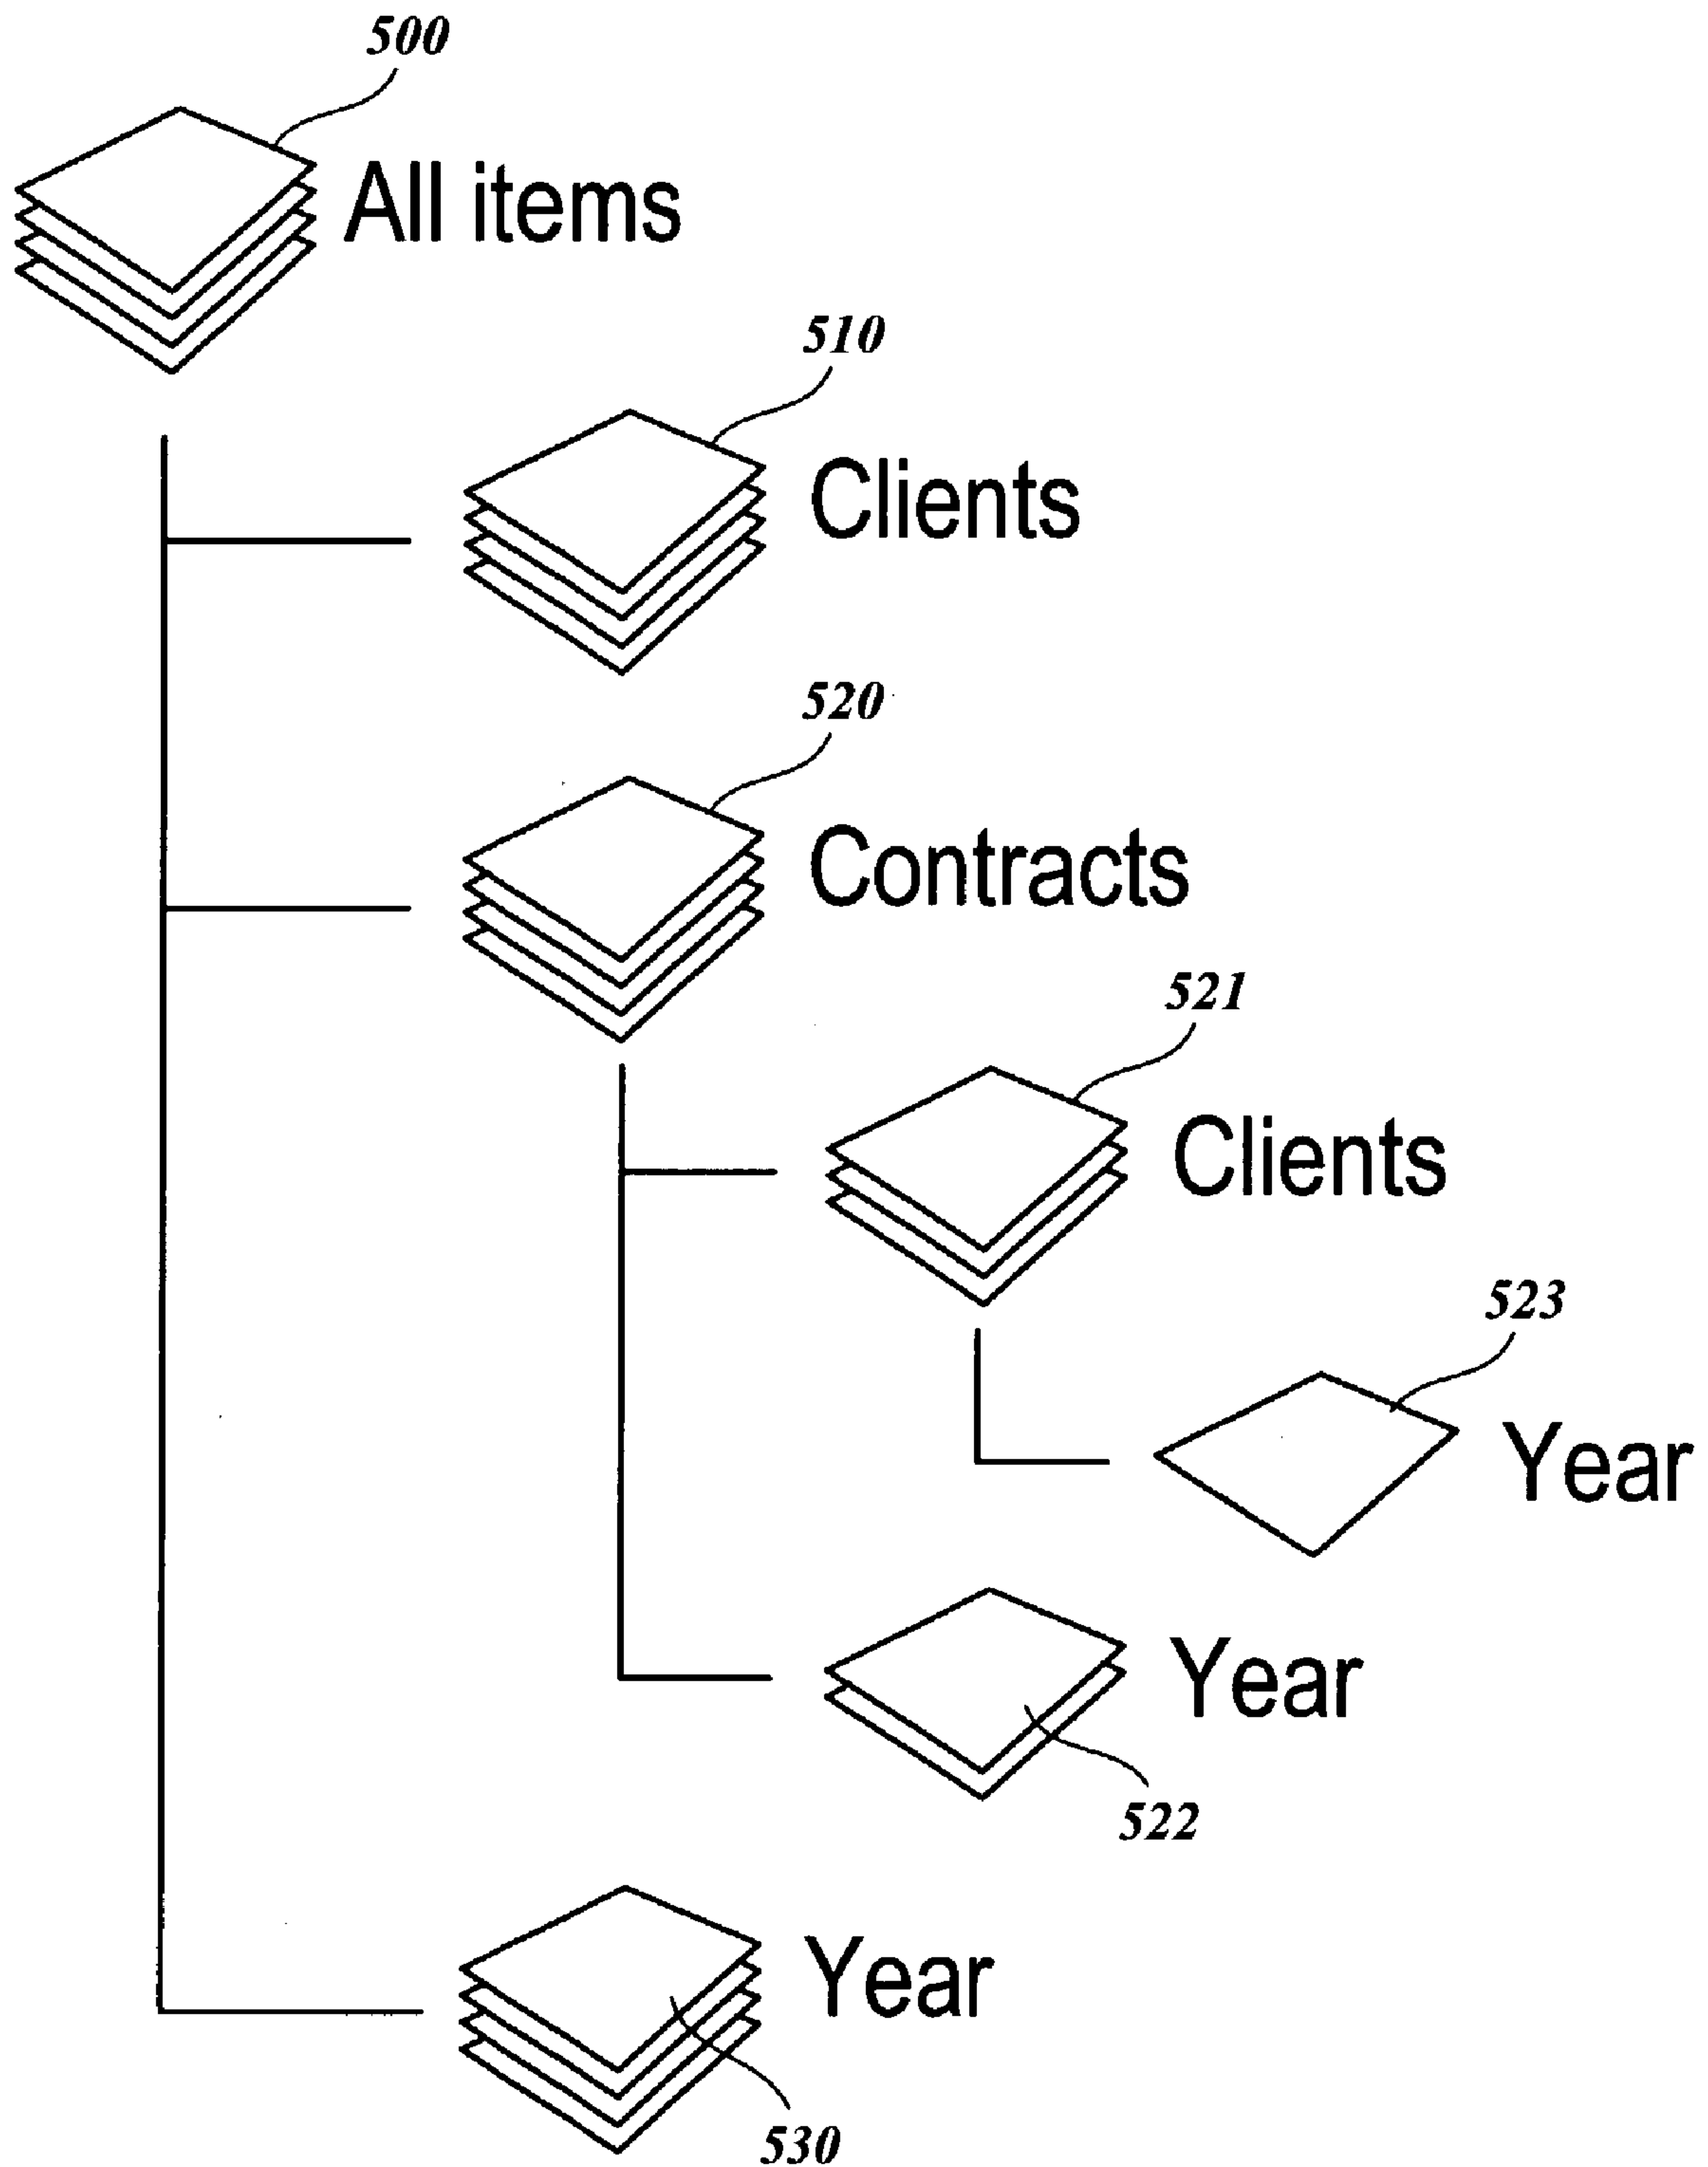 500
All items
510
Clients
520
Contracts
521
Clients
523
Year
Year
522
Year
530